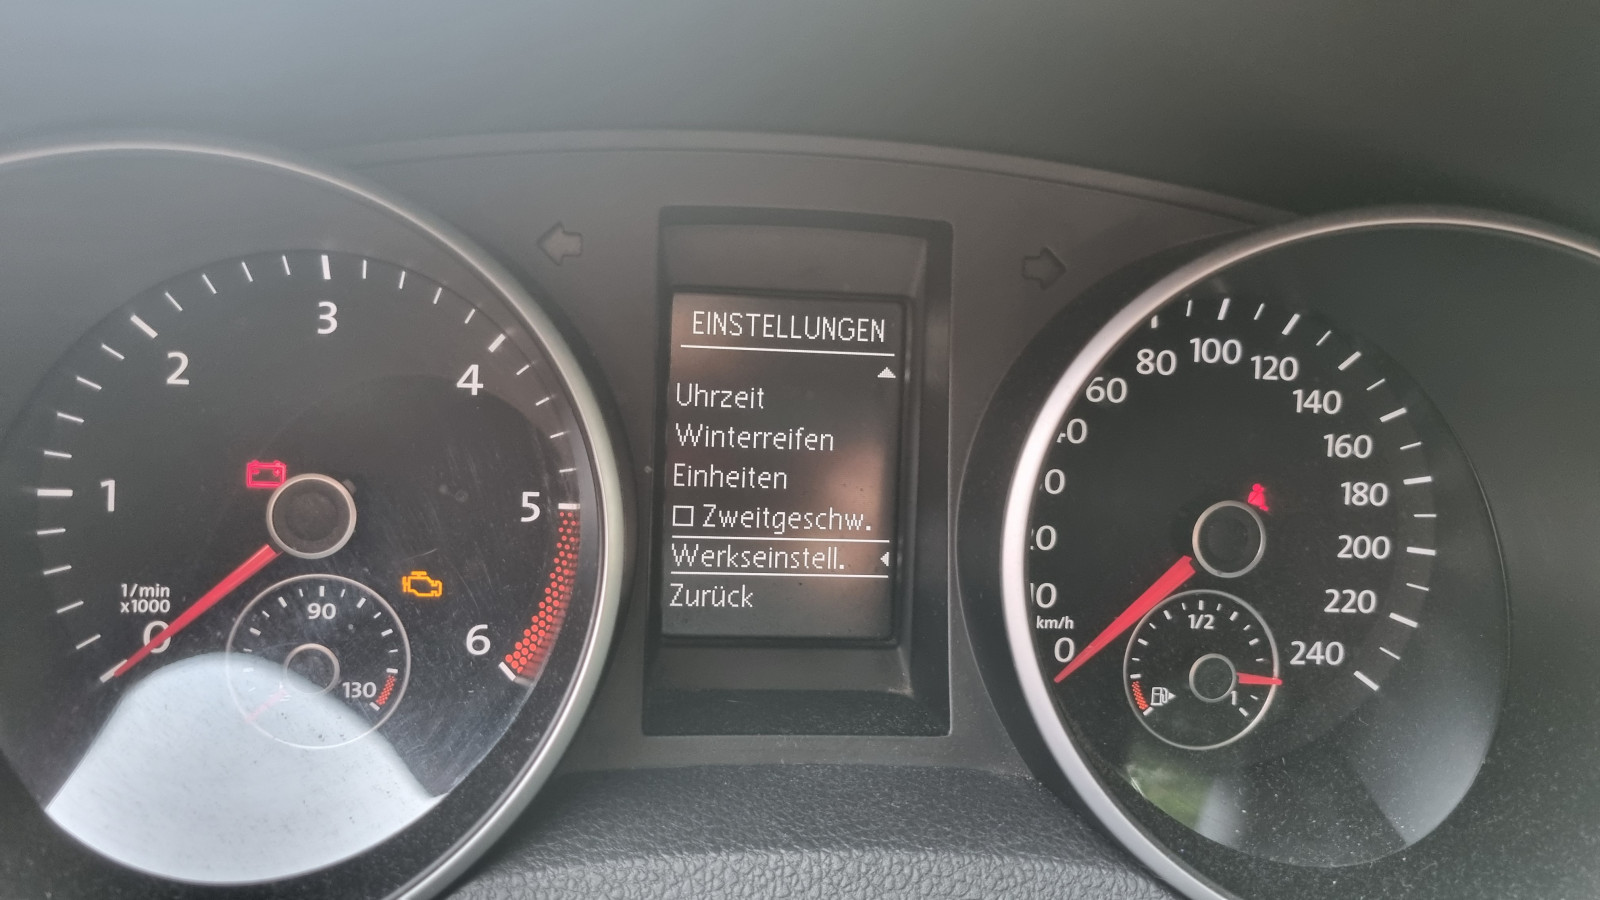 1
2
3
4
5
6
1/min
x1000
0
90
130
EINSTELLUNGEN
Uhrzeit
Winterreifen
Einheiten
Zweitgeschw.
Werkseinstell.
Zurück
0
20
60
80
100
120
140
160
180
200
220
240
km/h
1/2
1